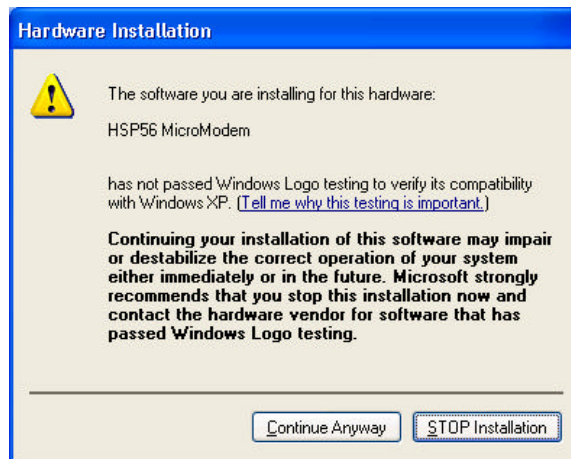 Hardware Installation
The software you are installing for this hardware:
HSP56 MicroModem
has not passed Windows Logo testing to verify its compatibility
with Windows XP. (Tell me why this testing is important.)
Continuing your installation of this software may impair
or destabilize the correct operation of your system
either immediately or in the future. Microsoft strongly
recommends that you stop this installation now and
contact the hardware vendor for software that has
passed Windows Logo testing.
Continue Anyway
STOP Installation